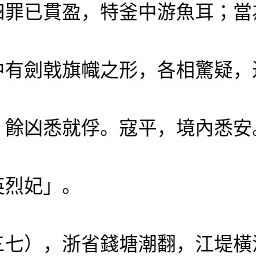 罪已貫盈，特釜中游魚耳；當
有劍戟旗幟之形，各相驚疑，
餘凶悉就俘。寇平，境內悉安。
烈妃」。
七），浙省錢塘潮翻，江堤橫